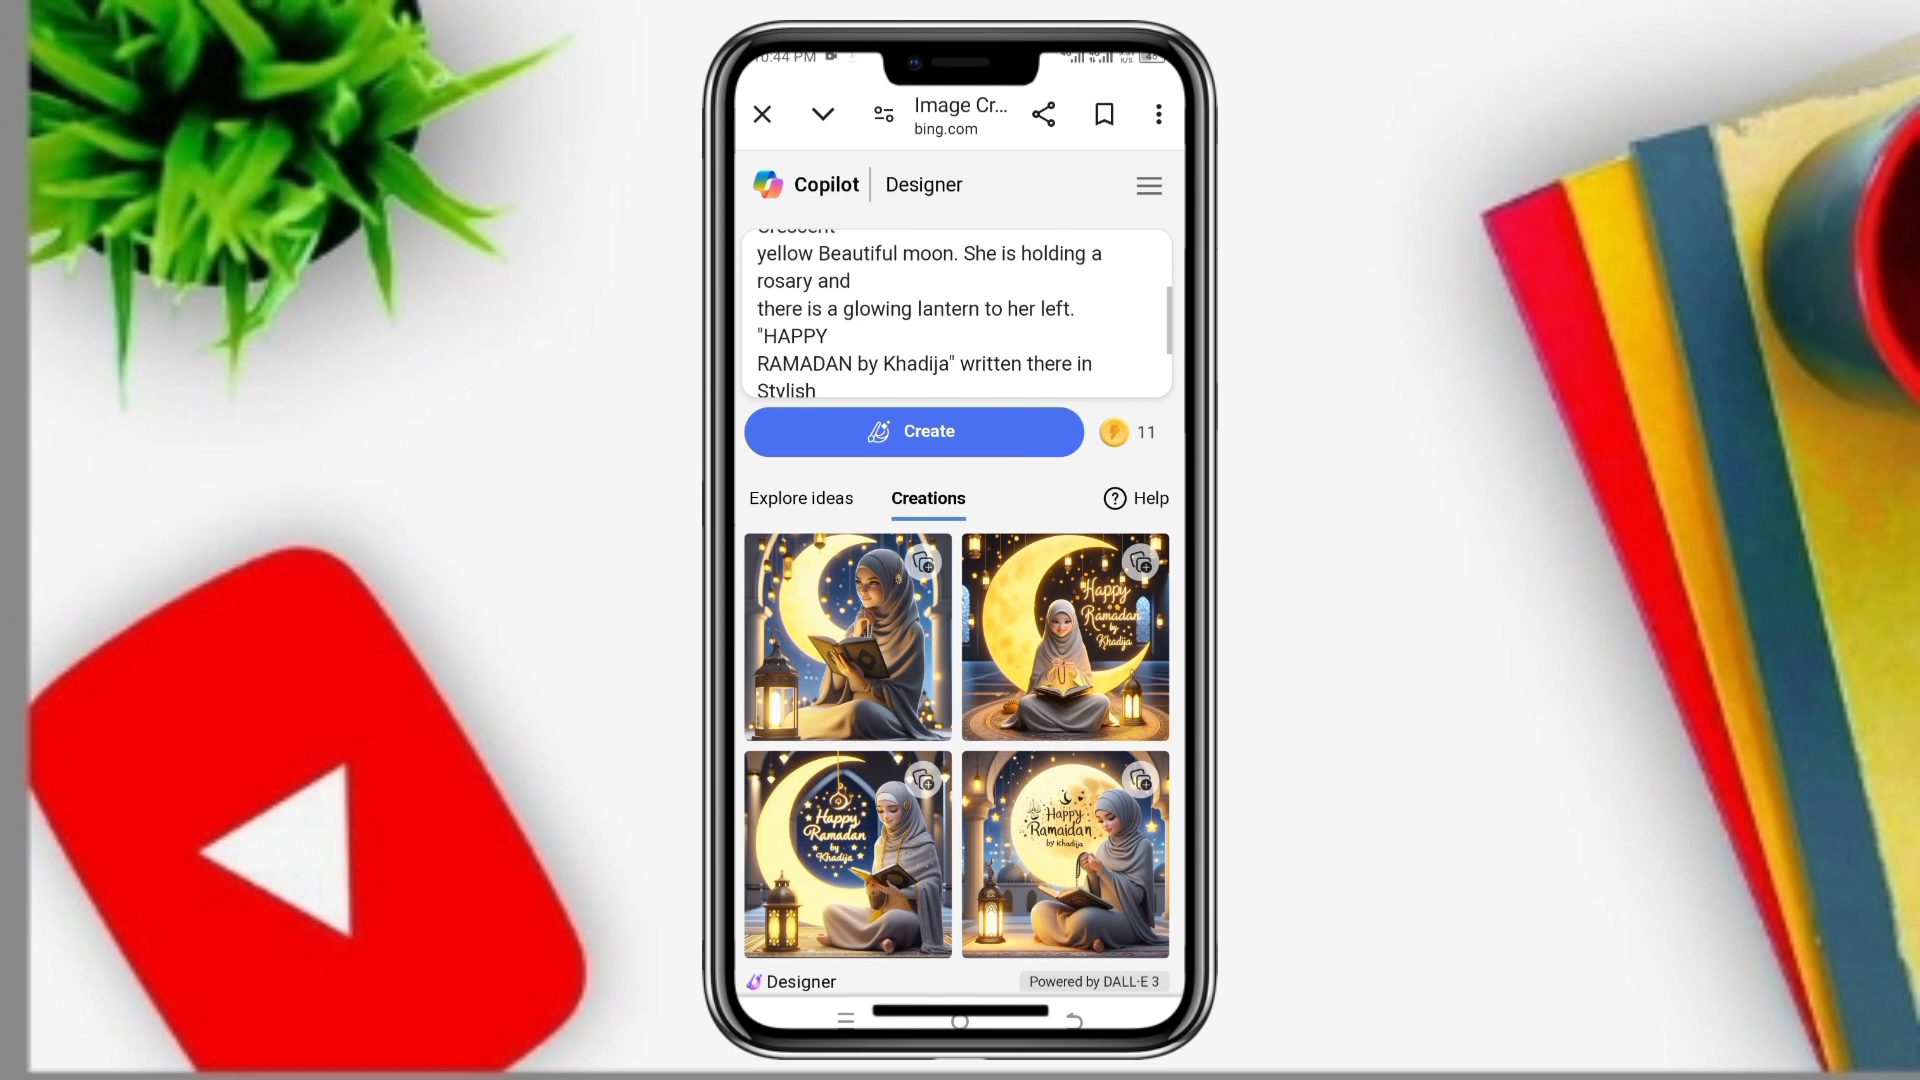 10:44 PM
Image Cr...
bing.com
Copilot | Designer
Crescent
yellow Beautiful moon. She is holding a
rosary and
there is a glowing lantern to her left.
"HAPPY
RAMADAN by Khadija" written there in
Stylish
Create
11
Explore ideas
Creations
Help
Happy
Ramadan
by
Khadija
Happy
Ramadan
by
Khadija
Happy
Ramaidan
by Khadija
Designer
Powered by DALL·E 3